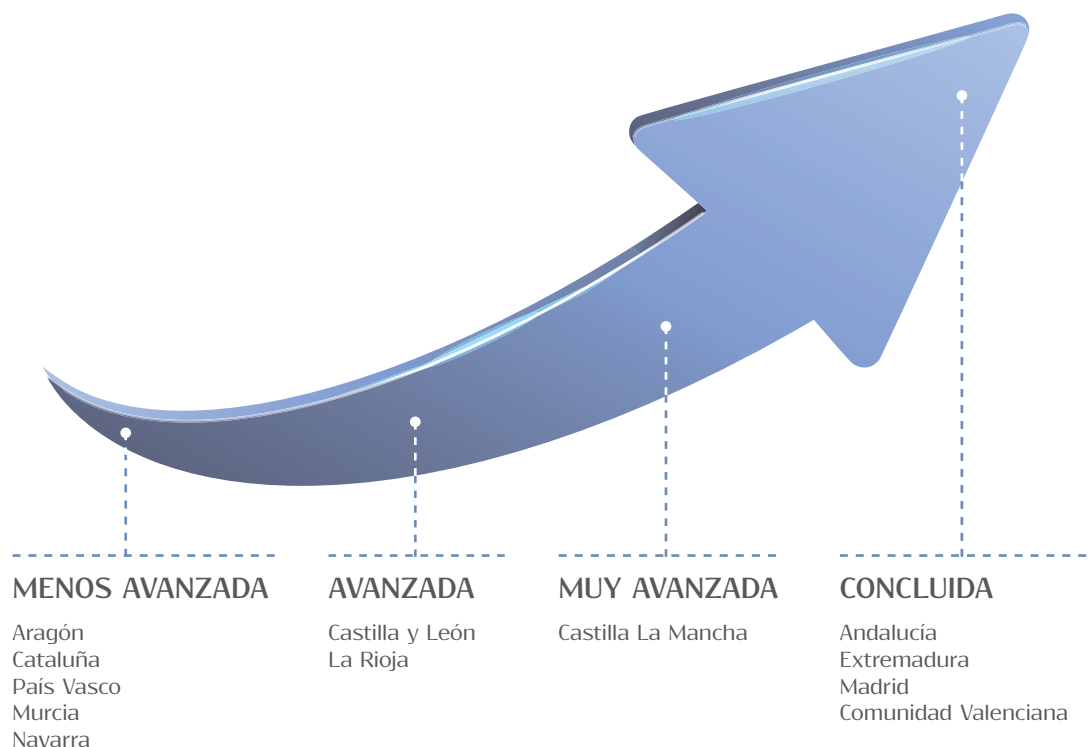 MENOS AVANZADA
Aragón
Cataluña
País Vasco
Murcia
Navarra
AVANZADA
Castilla y León
La Rioja
MUY AVANZADA
Castilla La Mancha
CONCLUIDA
Andalucía
Extremadura
Madrid
Comunidad Valenciana